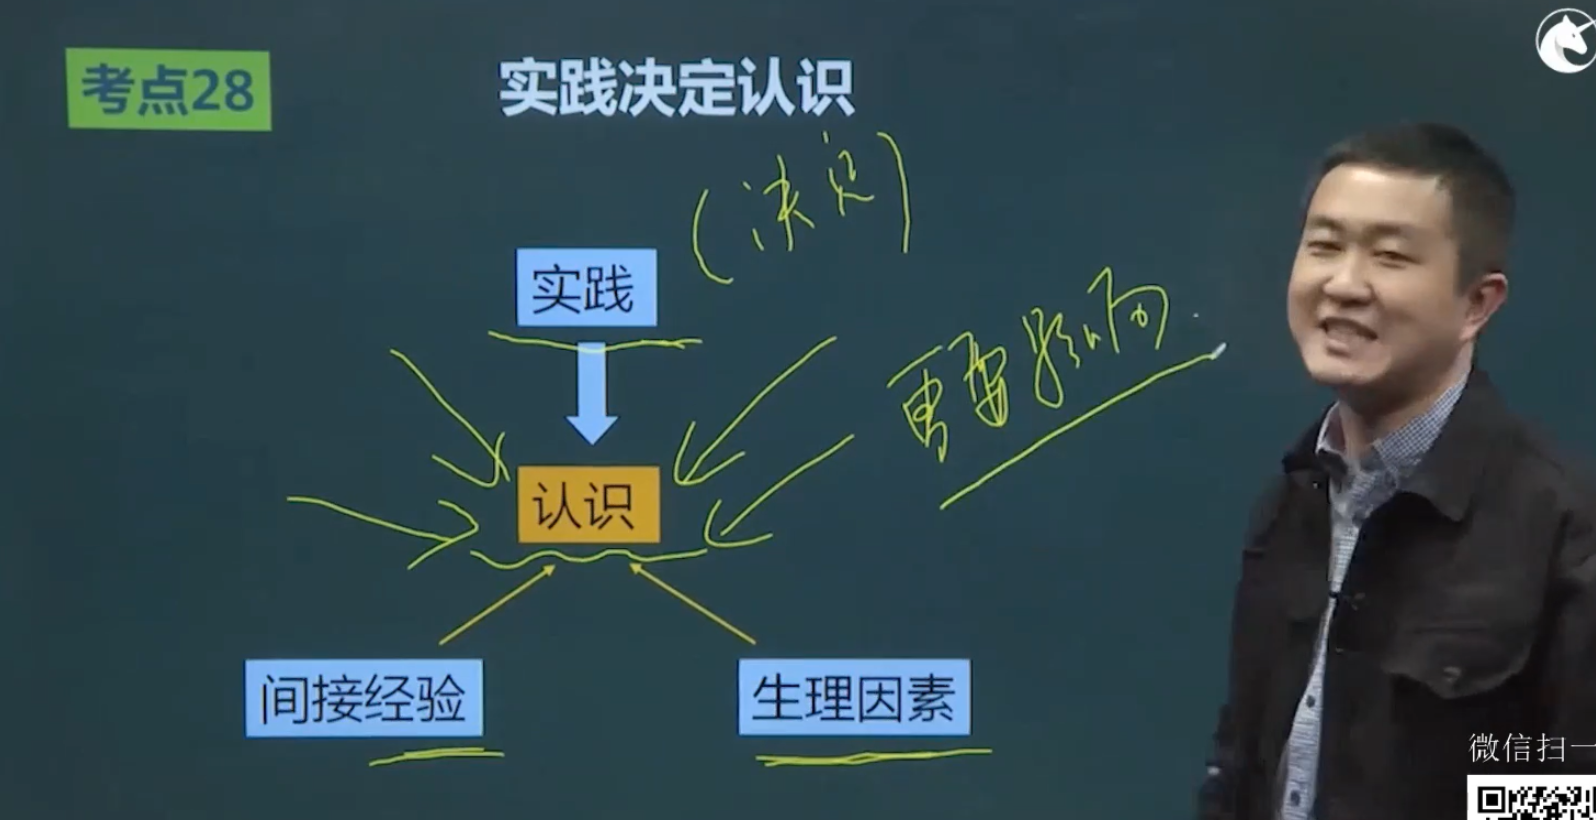 考点28
实践决定认识
(决定)
实践
重要影响
认识
间接经验
生理因素
微信扫一